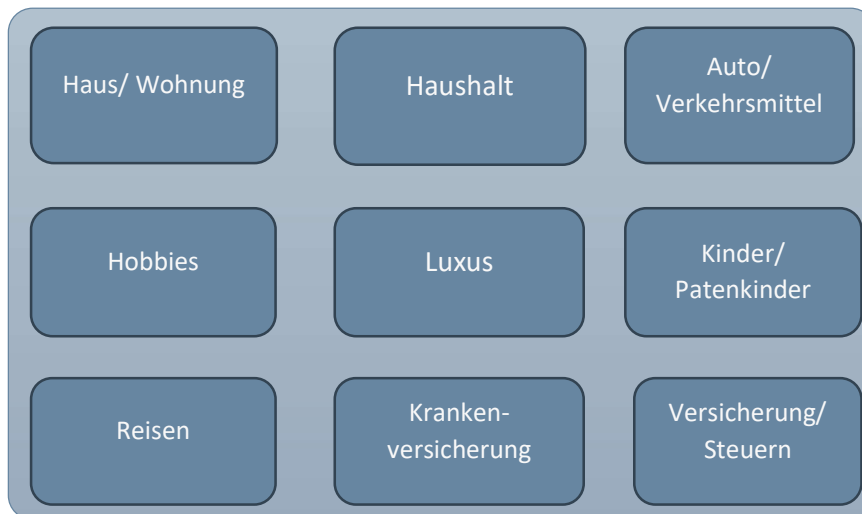 Haus/ Wohnung
Haushalt
Auto/
Verkehrsmittel
Hobbies
Luxus
Kinder/
Patenkinder
Reisen
Kranken-
versicherung
Versicherung/
Steuern